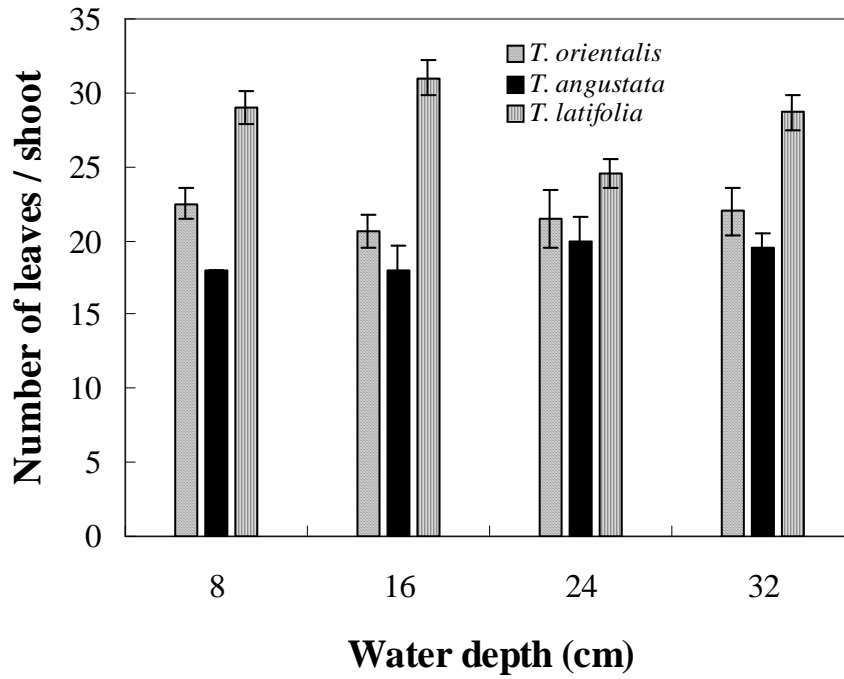 Number of leaves / shoot
35
30
25
20
15
10
5
0
T. orientalis
T. angustata
T. latifolia
8 16 24 32
Water depth (cm)